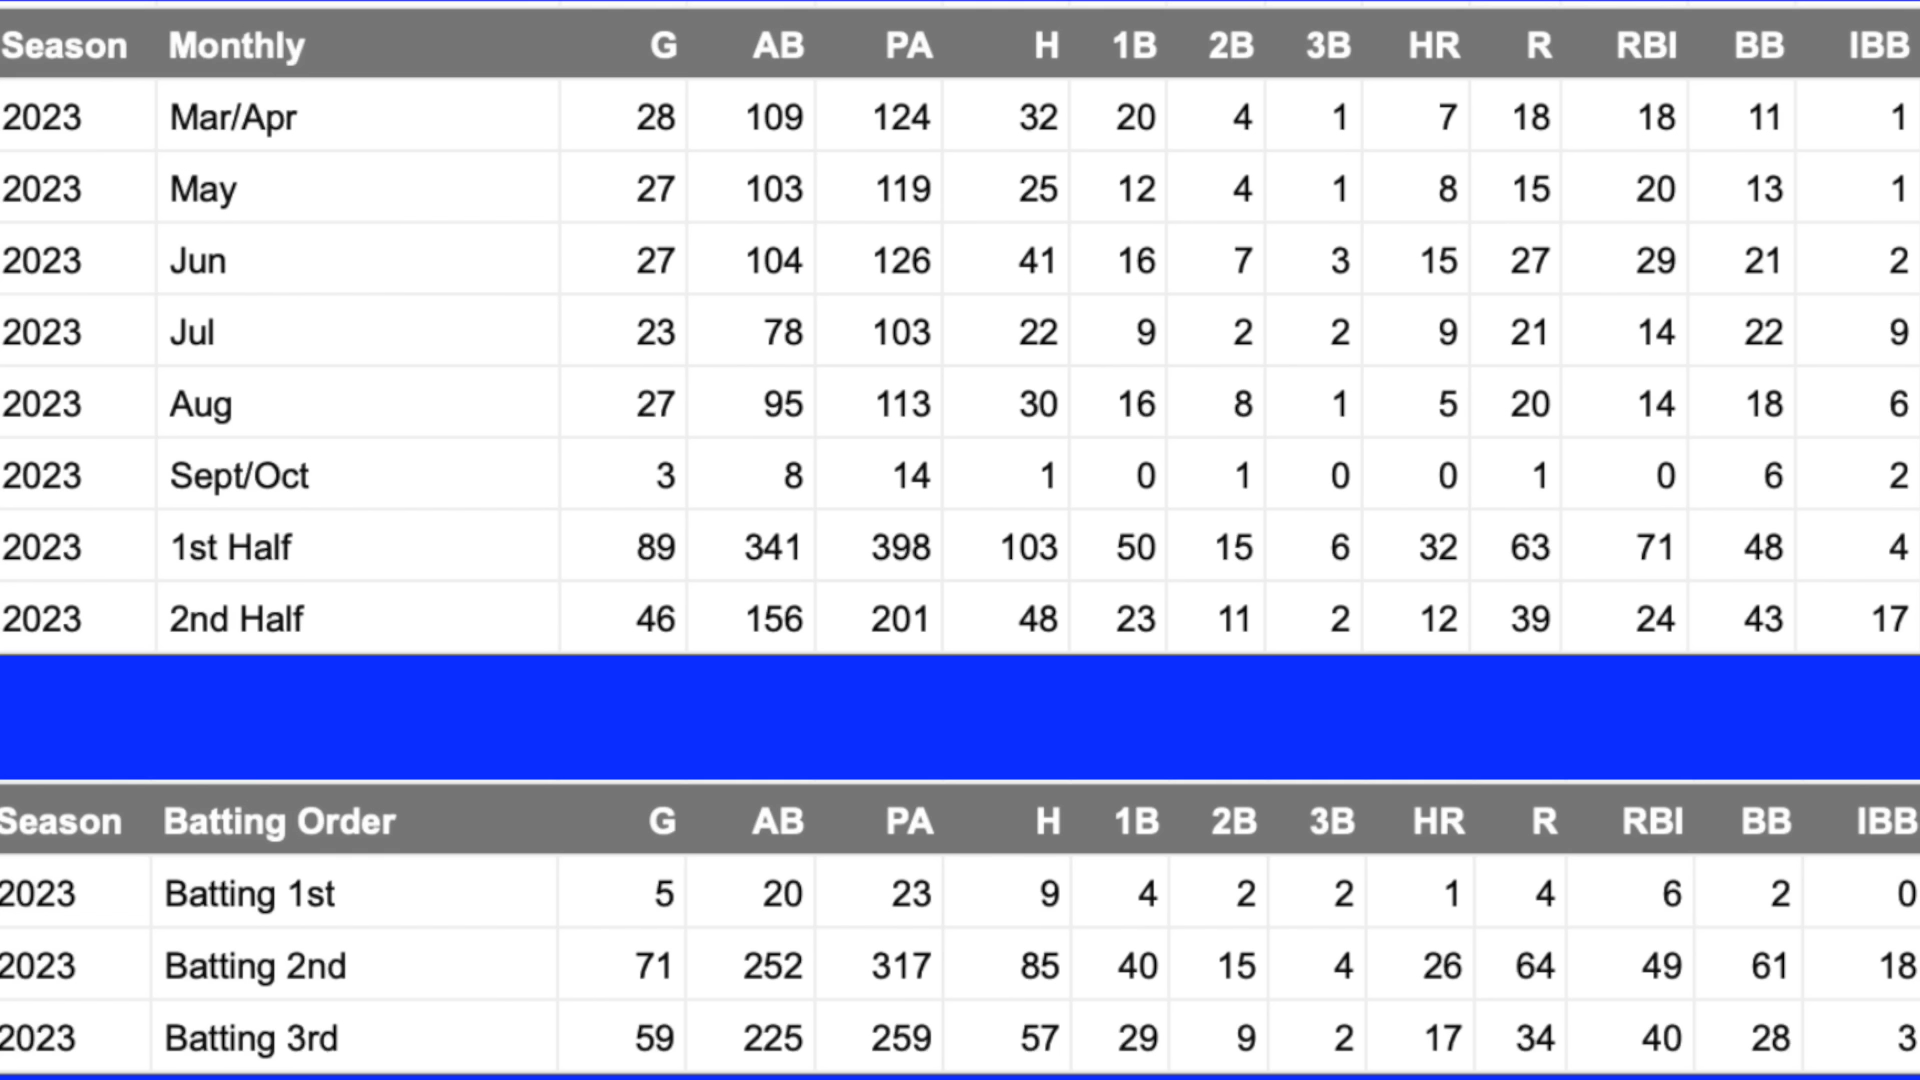 Season Monthly G AB PA H 1B 2B 3B HR R RBI BB IBB
2023 Mar/Apr 28 109 124 32 20 4 1 7 18 18 11 1
2023 May 27 103 119 25 12 4 1 8 15 20 13 1
2023 Jun 27 104 126 41 16 7 3 15 27 29 21 2
2023 Jul 23 78 103 22 9 2 2 9 21 14 22 9
2023 Aug 27 95 113 30 16 8 1 5 20 14 18 6
2023 Sept/Oct 3 8 14 1 0 1 0 0 1 0 6 2
2023 1st Half 89 341 398 103 50 15 6 32 63 71 48 4
2023 2nd Half 46 156 201 48 23 11 2 12 39 24 43 17
Season Batting Order G AB PA H 1B 2B 3B HR R RBI BB IBB
2023 Batting 1st 5 20 23 9 4 2 2 1 4 6 2 0
2023 Batting 2nd 71 252 317 85 40 15 4 26 64 49 61 18
2023 Batting 3rd 59 225 259 57 29 9 2 17 34 40 28 3